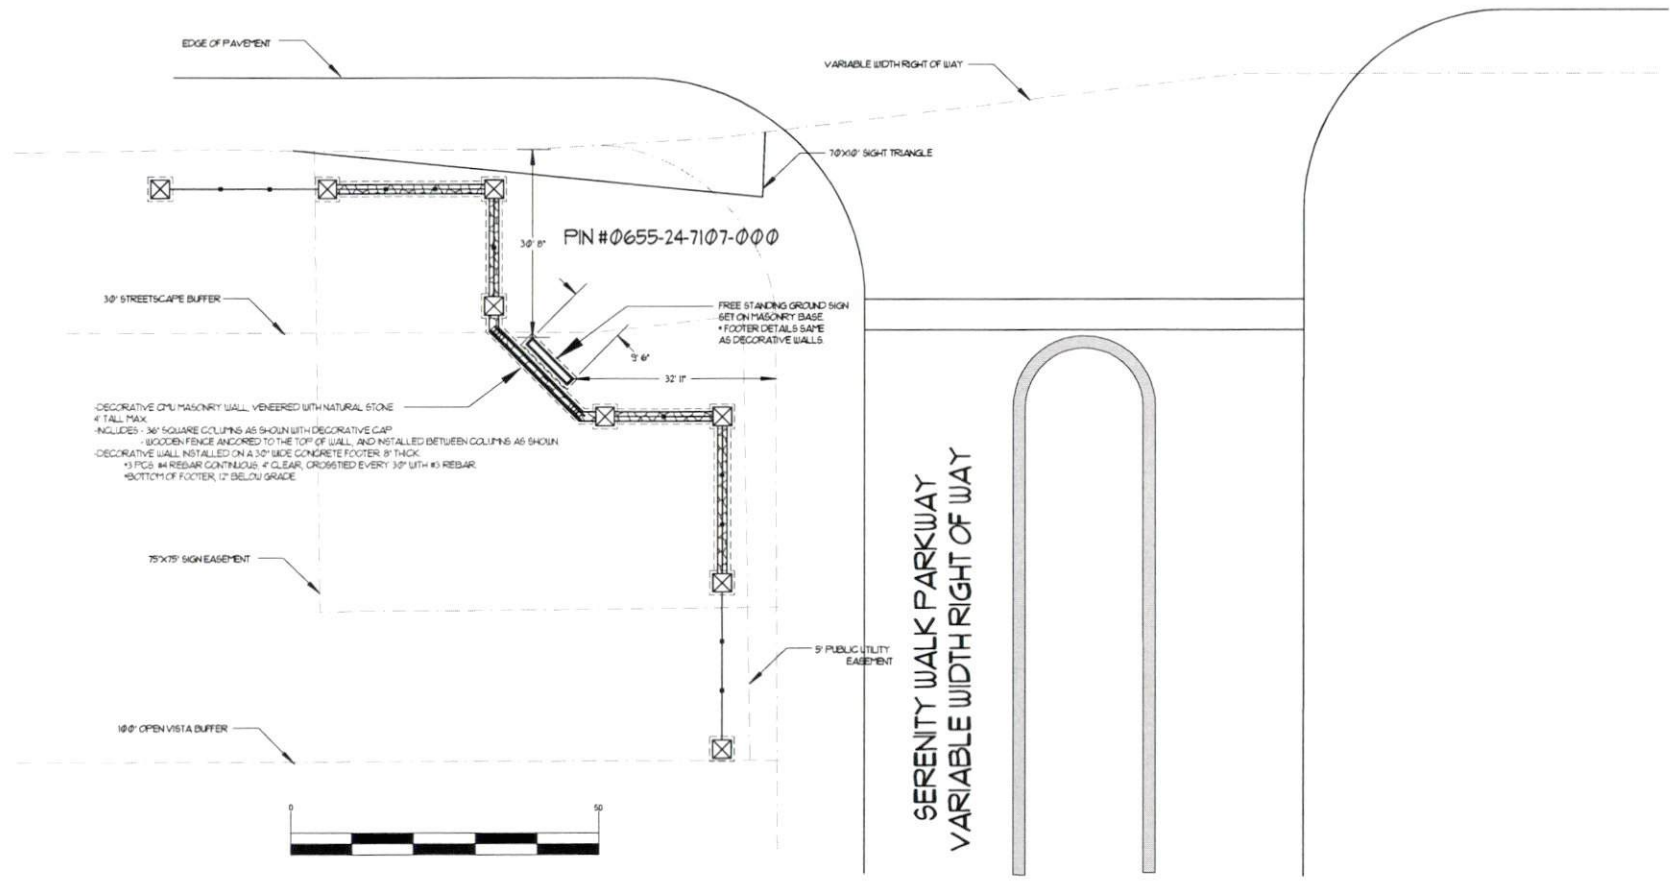 EDGE OF PAVEMENT
VARIABLE WIDTH RIGHT OF WAY
70'X10' SIGHT TRIANGLE
30' 8"
PIN #0655-24-7107-000
30' STREETSCAPE BUFFER
FREE STANDING GROUND SIGN
SET ON MASONRY BASE.
* FOOTER DETAILS SAME
AS DECORATIVE WALLS.
9' 6"
32' 11"
-DECORATIVE CMU MASONRY WALL, VENEERED WITH NATURAL STONE
4' TALL MAX.
-INCLUDES - 36" SQUARE COLUMNS AS SHOWN WITH DECORATIVE CAP
- WOODEN FENCE ANCORED TO THE TOP OF WALL, AND INSTALLED BETWEEN COLUMNS AS SHOWN
-DECORATIVE WALL INSTALLED ON A 30" WIDE CONCRETE FOOTER 8" THICK.
*3 PCS. #4 REBAR CONTINUOUS, 4" CLEAR, CROSSTIED EVERY 30" WITH #3 REBAR.
*BOTTOM OF FOOTER, 12" BELOW GRADE
75'X75' SIGN EASEMENT
5' PUBLIC UTILITY
EASEMENT
100' OPEN VISTA BUFFER
SERENITY WALK PARKWAY
VARIABLE WIDTH RIGHT OF WAY
0
50